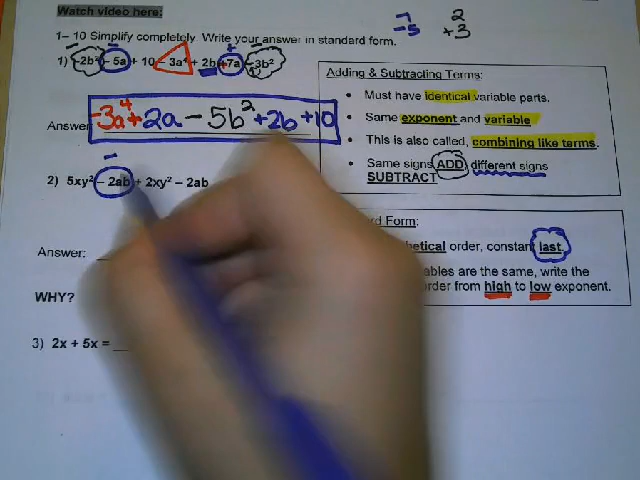 Watch video here:
7 2
-5 +3
1– 10 Simplify completely. Write your answer in standard form.
1) -2b² - 5a + 10 - 3a⁴ + 2b + 7a - 3b²
Adding & Subtracting Terms:
• Must have identical variable parts.
• Same exponent and variable
• This is also called, combining like terms.
• Same signs ADD different signs
SUBTRACT
Answer -3a⁴ + 2a - 5b² + 2b + 10
2) 5xy² - 2ab + 2xy² – 2ab
Form:
order, constant last.
are the same, write the
order from high to low exponent.
Answer:
WHY?
3) 2x + 5x =